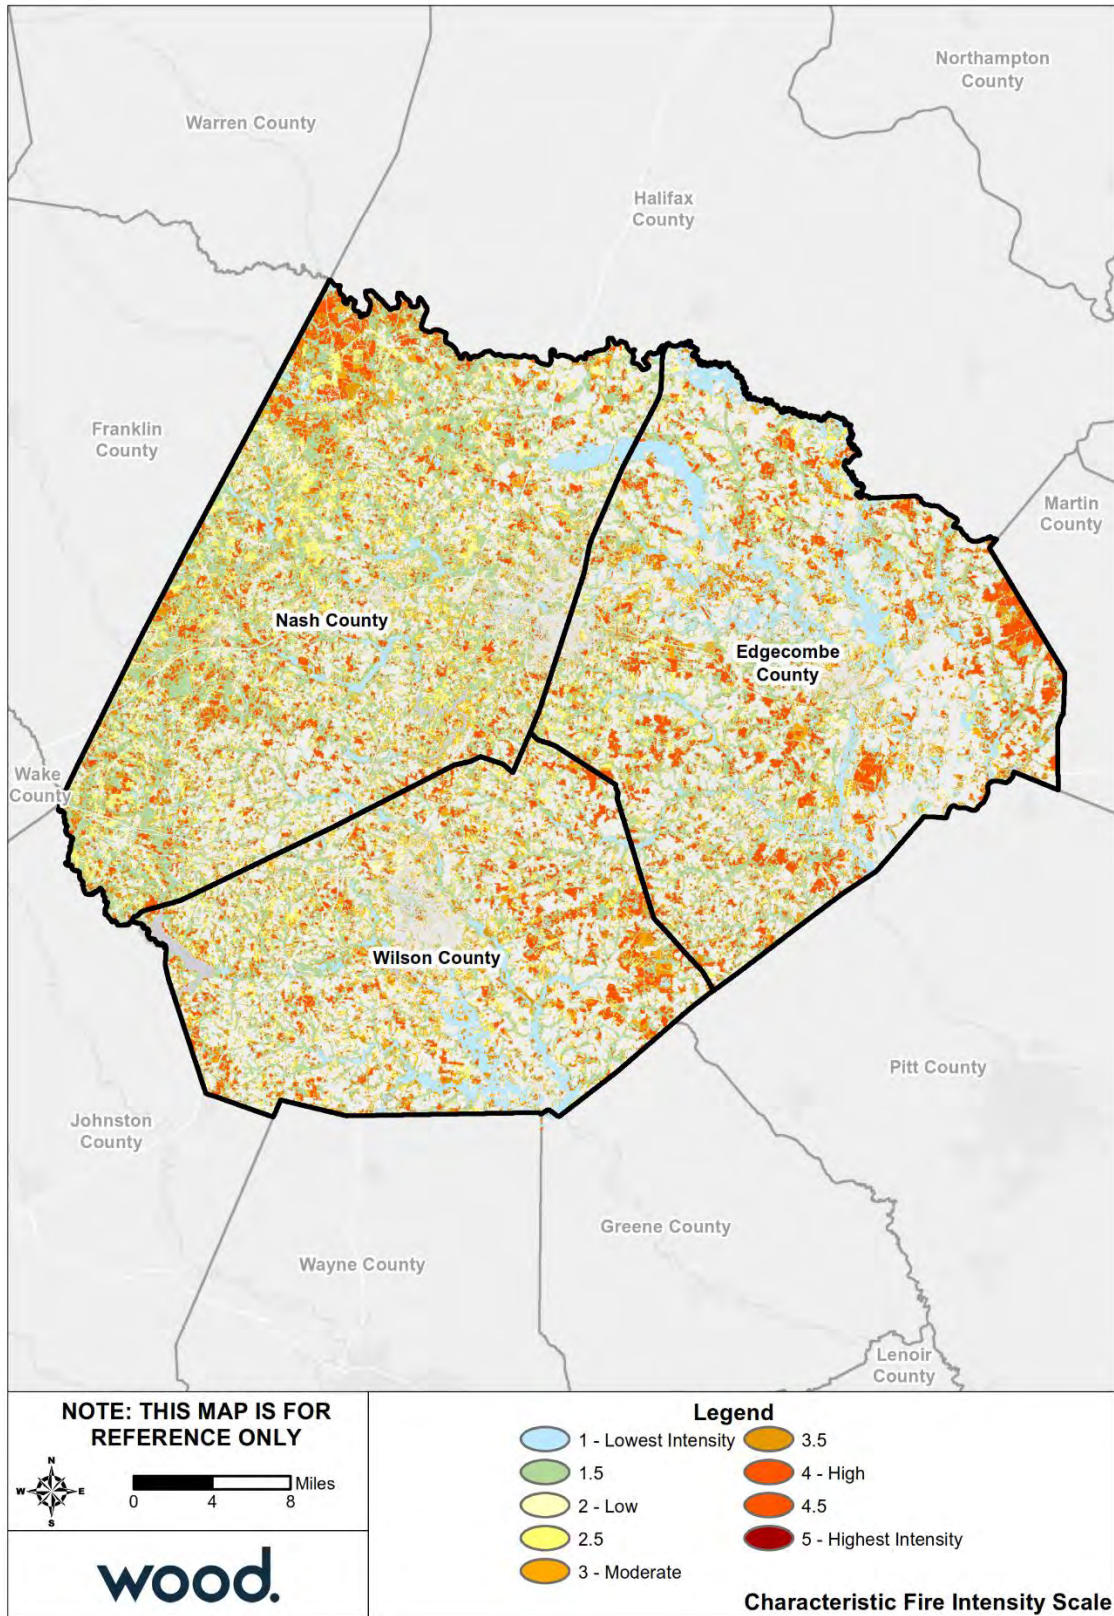 Northampton
County
Warren County
Halifax
County
Franklin
County
Martin
County
Nash County
Edgecombe
County
Wake
County
Wilson County
Pitt County
Johnston
County
Greene County
Wayne County
Lenoir
County
NOTE: THIS MAP IS FOR
REFERENCE ONLY
N
W E
S
Miles
0 4 8
wood.
Legend
1 - Lowest Intensity
1.5
2 - Low
2.5
3 - Moderate
3.5
4 - High
4.5
5 - Highest Intensity
Characteristic Fire Intensity Scale